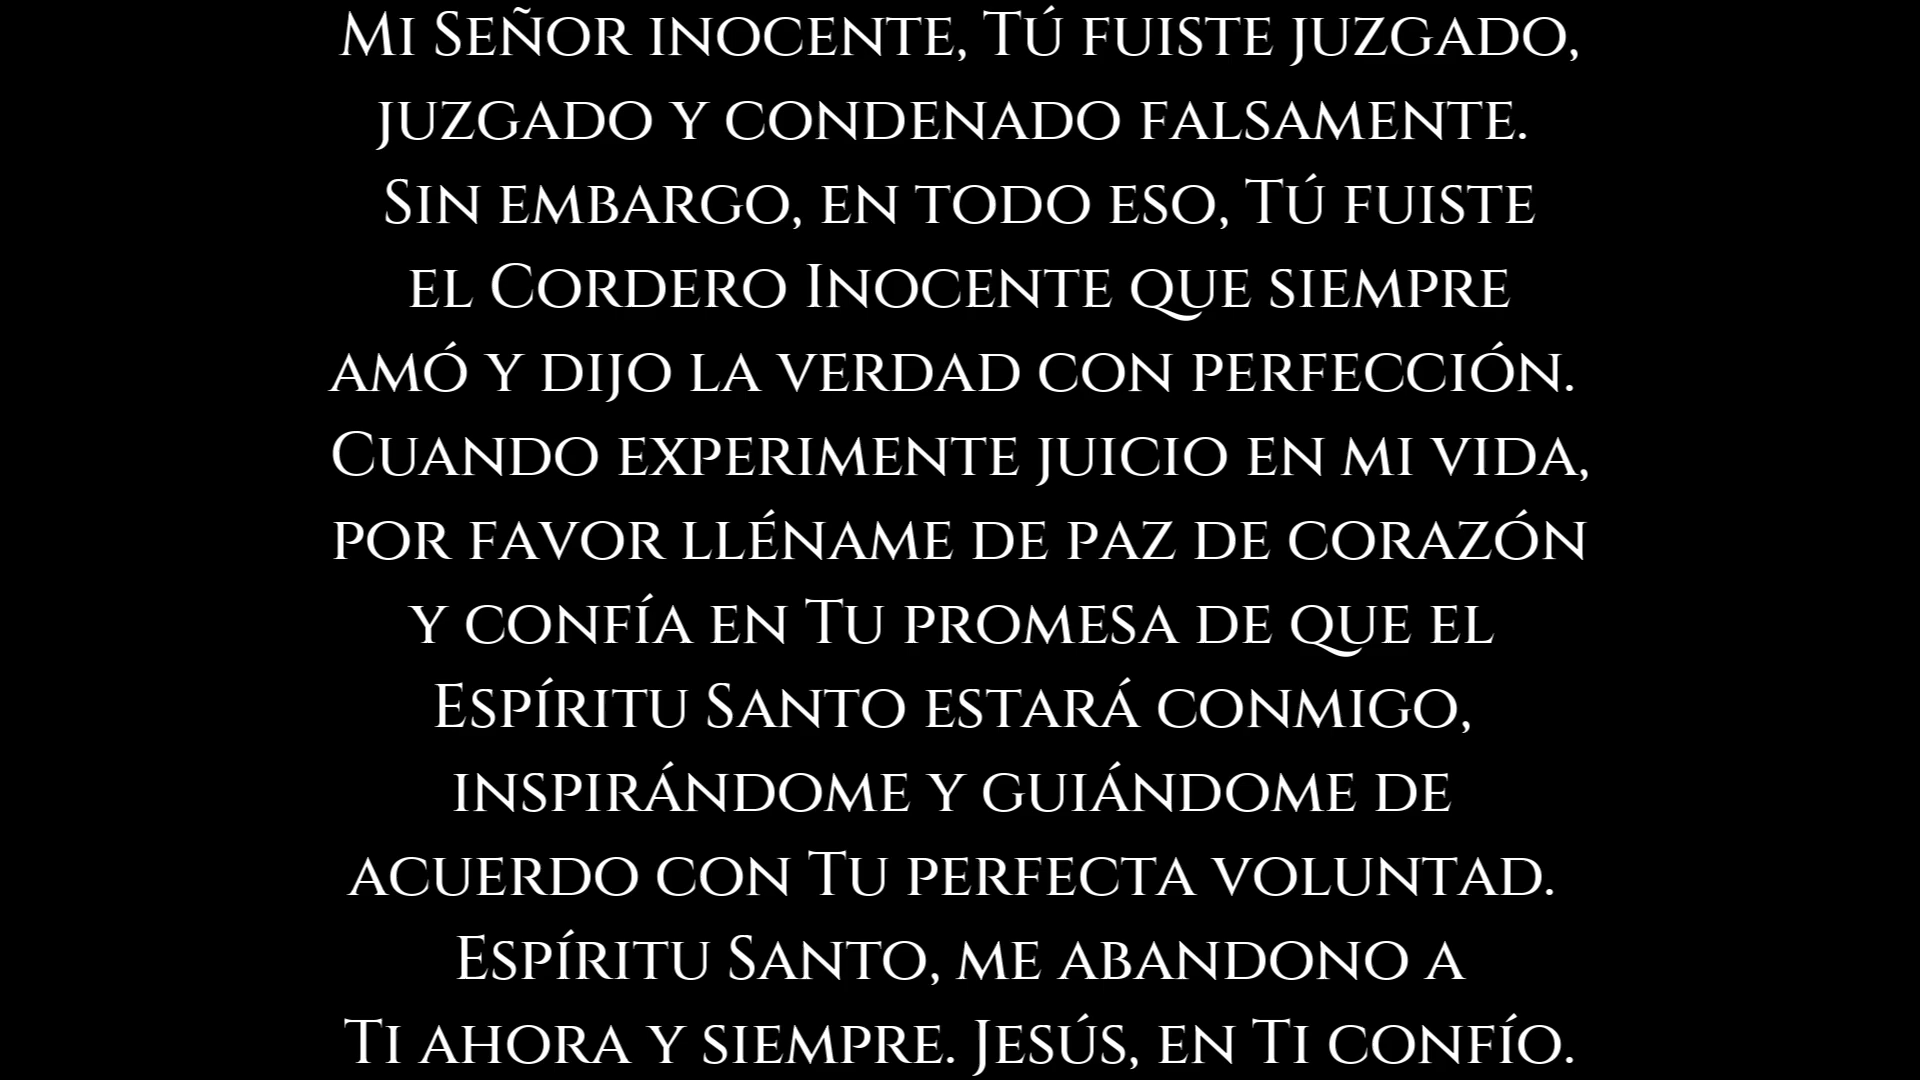 Mi Señor inocente, Tú fuiste juzgado,
juzgado y condenado falsamente.
Sin embargo, en todo eso, Tú fuiste
el Cordero Inocente que siempre
amó y dijo la verdad con perfección.
Cuando experimente juicio en mi vida,
por favor lléname de paz de corazón
y confía en Tu promesa de que el
Espíritu Santo estará conmigo,
inspirándome y guiándome de
acuerdo con Tu perfecta voluntad.
Espíritu Santo, me abandono a
Ti ahora y siempre. Jesús, en Ti confío.